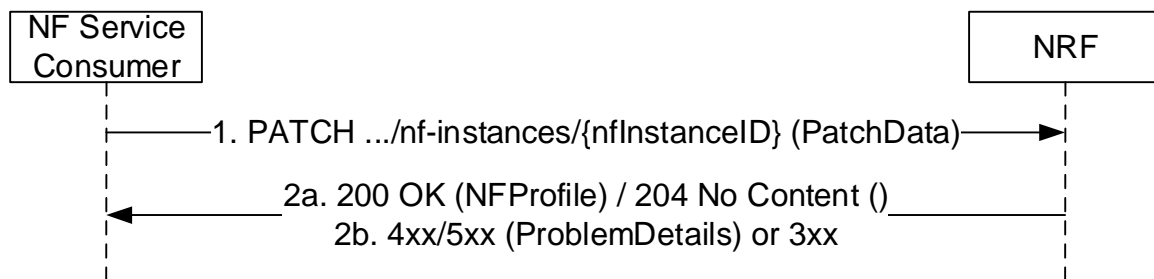 NF Service
Consumer
NRF
1. PATCH .../nf-instances/{nfInstanceID} (PatchData)
2a. 200 OK (NFProfile) / 204 No Content ()
2b. 4xx/5xx (ProblemDetails) or 3xx